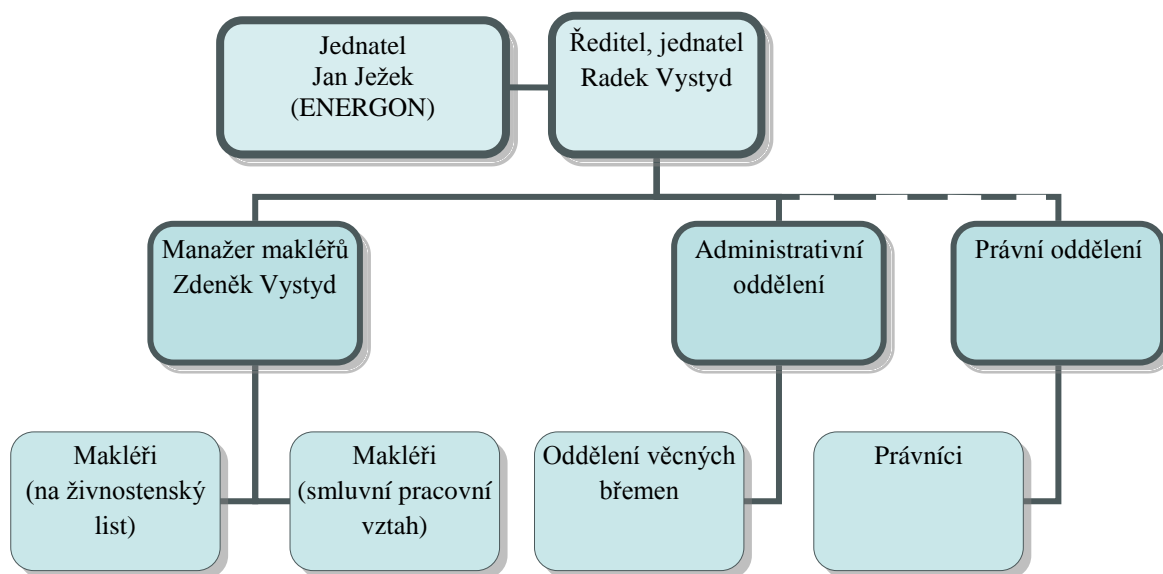 Jednatel
Jan Ježek
(ENERGON)
Ředitel, jednatel
Radek Vystyd
Manažer makléřů
Zdeněk Vystyd
Administrativní
oddělení
Právní oddělení
Makléři
(na živnostenský
list)
Makléři
(smluvní pracovní
vztah)
Oddělení věcných
břemen
Právníci